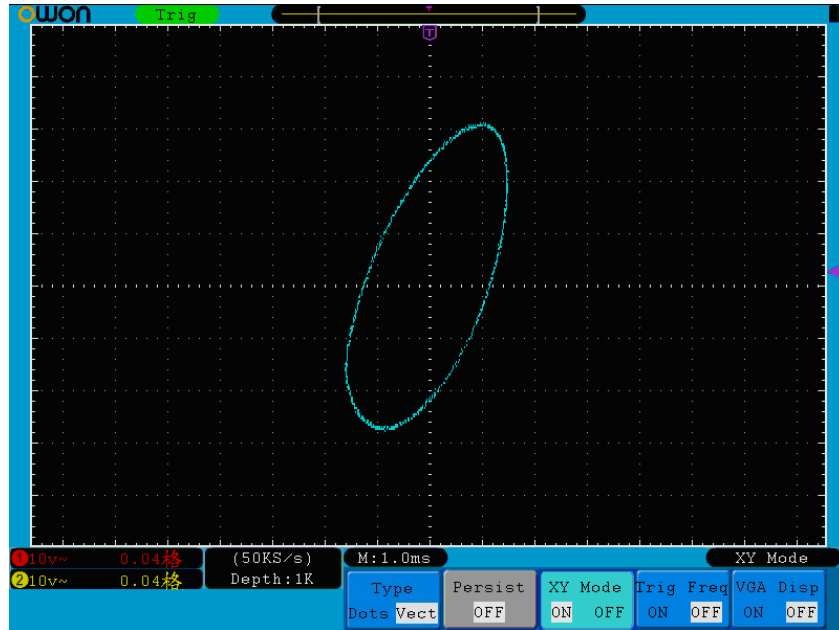 OWON Trig
T
T
1 10v~ 0.04格 (50KS/s) M:1.0ms XY Mode
2 10v~ 0.04格 Depth:1K
Type Persist XY Mode Trig Freq VGA Disp
Dots Vect OFF ON OFF ON OFF ON OFF